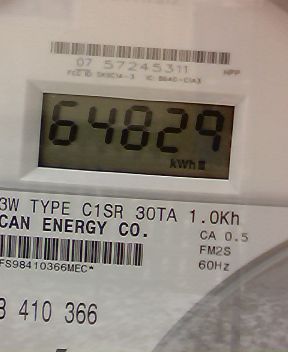 07 57245311
HPP
64829
kWh
3W TYPE C1SR 30TA 1.0Kh
CAN ENERGY CO.
CA 0.5
FM2S
FS98410366MEC*
60Hz
410 366